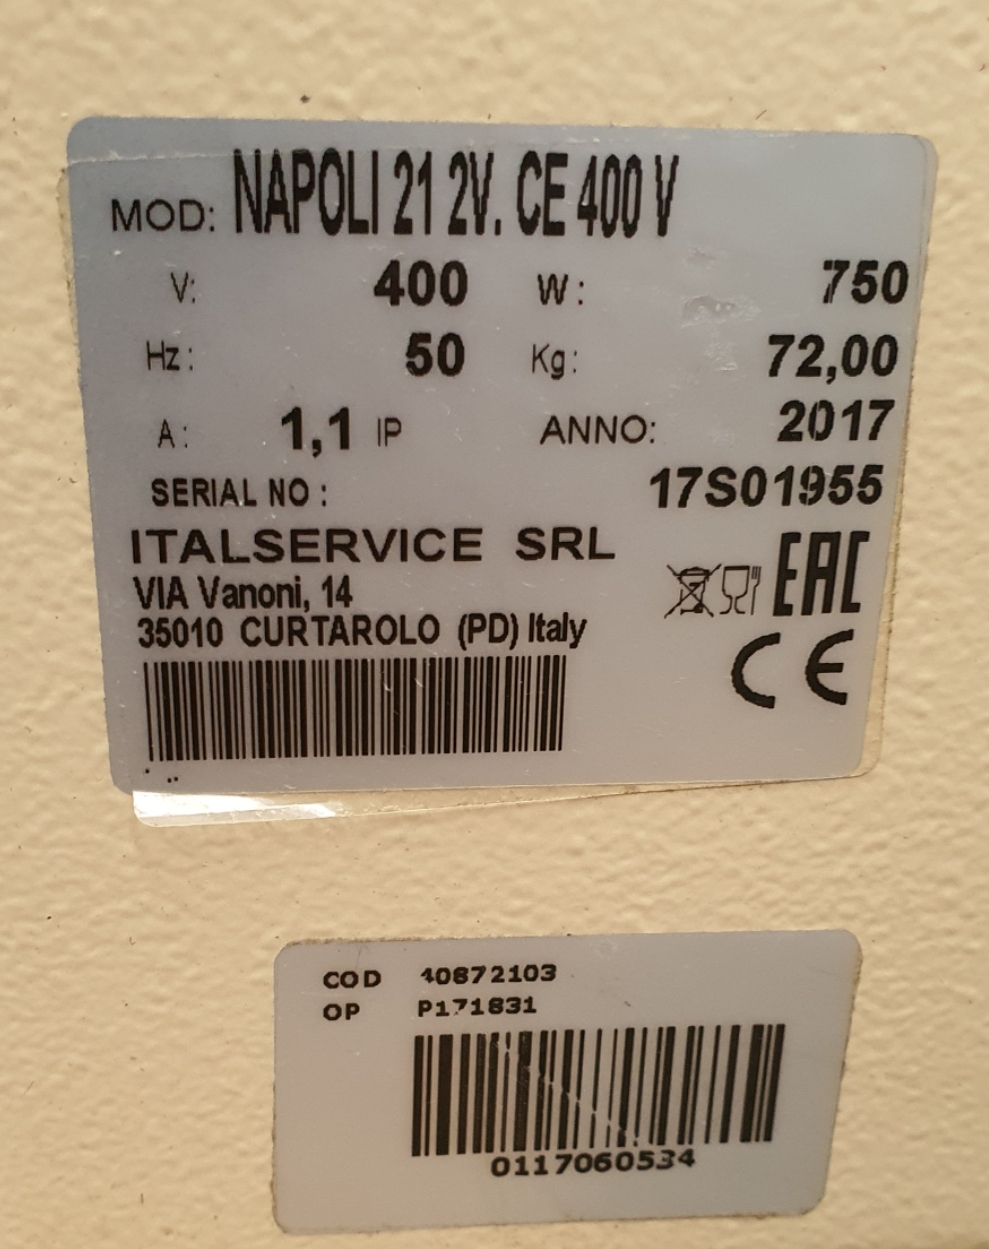 MOD: NAPOLI 21 2V. CE 400 V
V: 400 W: 750
Hz: 50 Kg: 72,00
A: 1,1 IP ANNO: 2017
SERIAL NO: 17S01955
ITALSERVICE SRL
VIA Vanoni, 14
35010 CURTAROLO (PD) Italy
EAC
CE
COD 40872103
OP P171831
0117060534